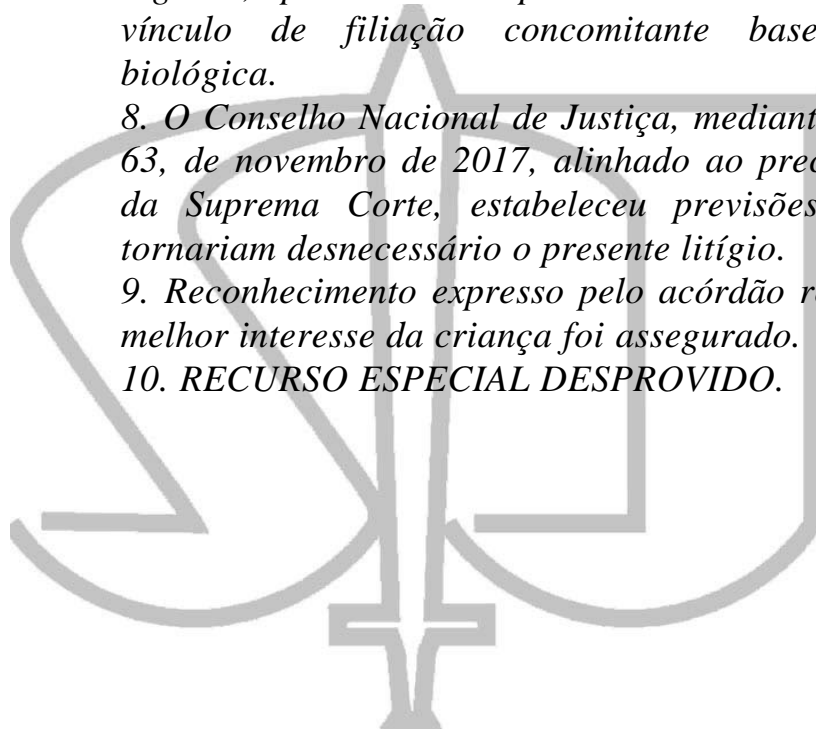 vínculo de filiação concomitante base
biológica.
8. O Conselho Nacional de Justiça, mediant
63, de novembro de 2017, alinhado ao prec
da Suprema Corte, estabeleceu previsões
tornariam desnecessário o presente litígio.
9. Reconhecimento expresso pelo acórdão r
melhor interesse da criança foi assegurado.
10. RECURSO ESPECIAL DESPROVIDO.